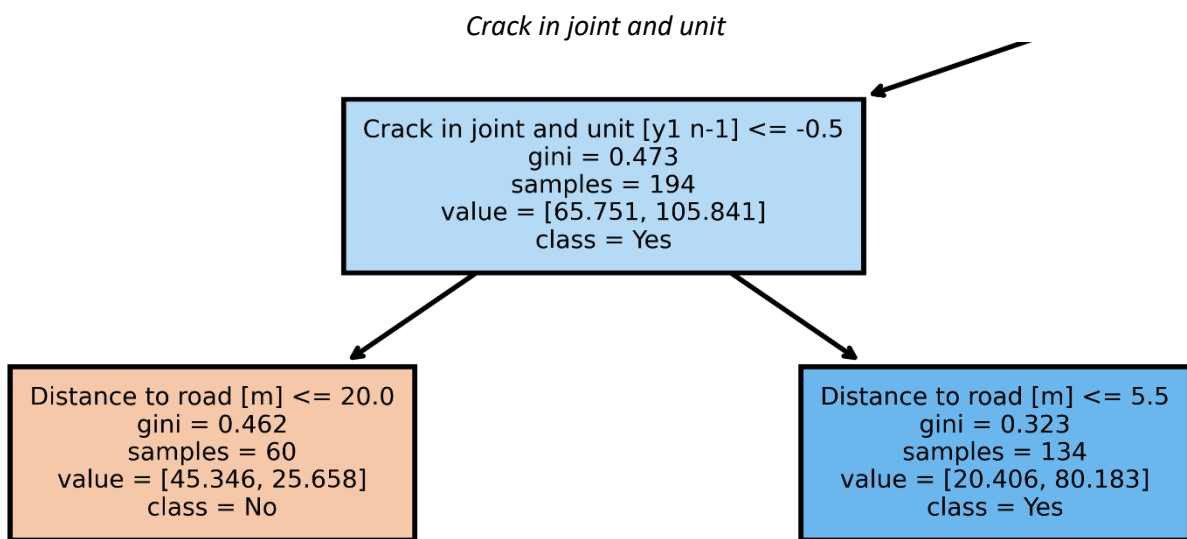 Crack in joint and unit
Crack in joint and unit [y1 n-1] <= -0.5
gini = 0.473
samples = 194
value = [65.751, 105.841]
class = Yes
Distance to road [m] <= 20.0
gini = 0.462
samples = 60
value = [45.346, 25.658]
class = No
Distance to road [m] <= 5.5
gini = 0.323
samples = 134
value = [20.406, 80.183]
class = Yes